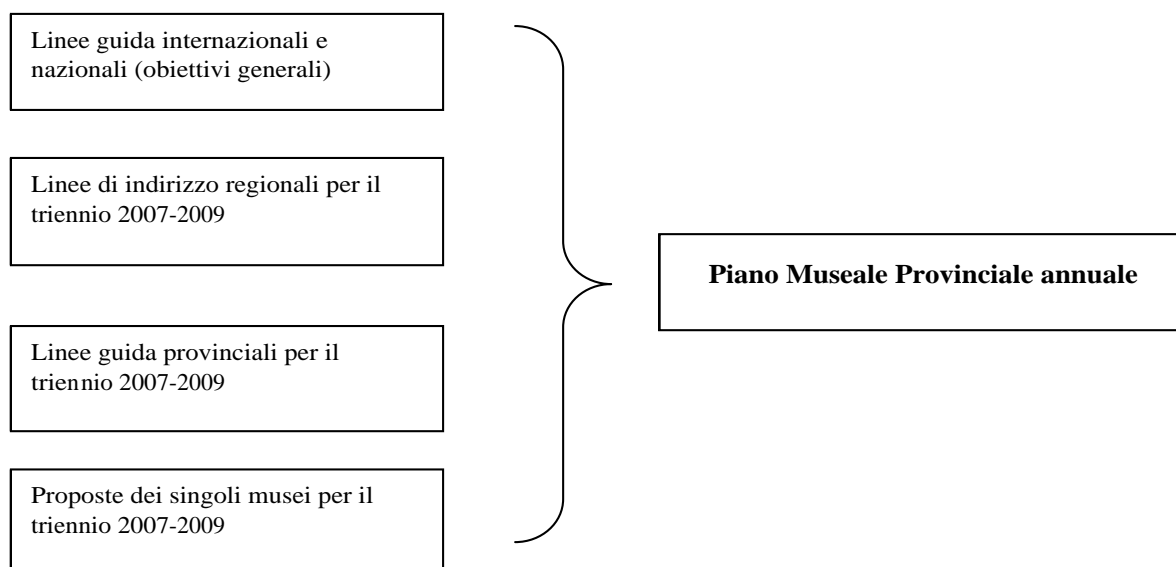 Linee guida internazionali e
nazionali (obiettivi generali)
Linee di indirizzo regionali per il
triennio 2007-2009
Linee guida provinciali per il
triennio 2007-2009
Proposte dei singoli musei per il
triennio 2007-2009
Piano Museale Provinciale annuale